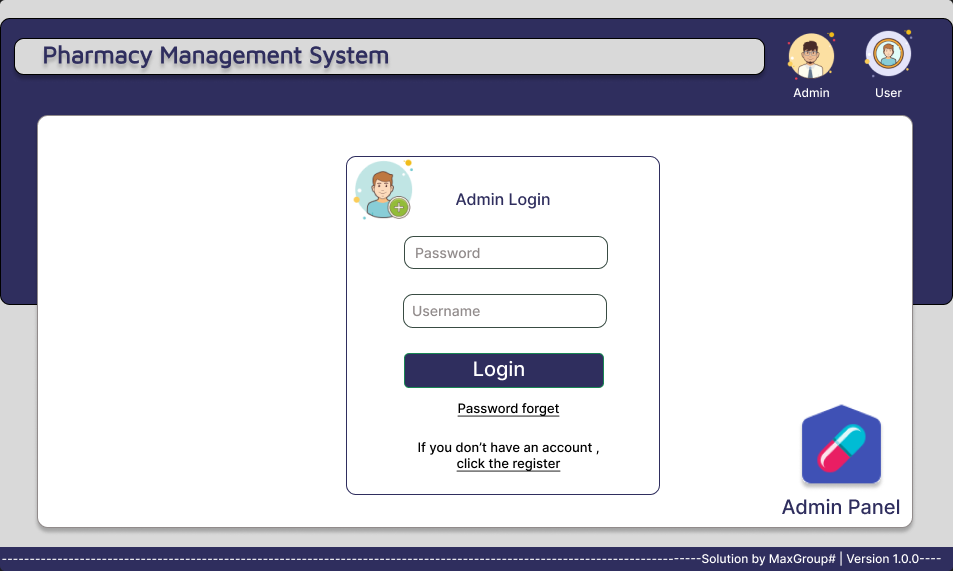 Pharmacy Management System
Admin
User
Admin Login
Password
Username
Login
Password forget
If you don’t have an account ,
click the register
Admin Panel
-----------------------------------------------------------------------------------------------------------------------------Solution by MaxGroup# | Version 1.0.0----